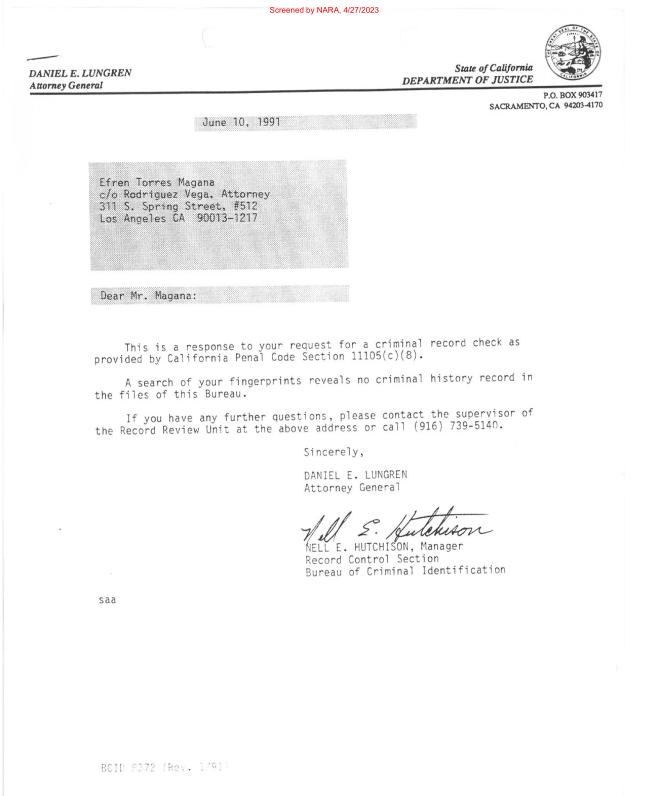 Screened by NARA, 4/27/2023
DANIEL E. LUNGREN
Attorney General
State of California
DEPARTMENT OF JUSTICE
P.O. BOX 903417
SACRAMENTO, CA 94203-4170
June 10, 1991
Efren Torres Magana
c/o Rodriguez Vega, Attorney
311 S. Spring Street, #512
Los Angeles CA 90013-1217
Dear Mr. Magana:
This is a response to your request for a criminal record check as
provided by California Penal Code Section 11105(c)(8).
A search of your fingerprints reveals no criminal history record in
the files of this Bureau.
If you have any further questions, please contact the supervisor of
the Record Review Unit at the above address or call (916) 739-5140.
Sincerely,
DANIEL E. LUNGREN
Attorney General
Nell E. Hutchison
NELL E. HUTCHISON, Manager
Record Control Section
Bureau of Criminal Identification
saa
BCID 8372 (Rev. 1/91)